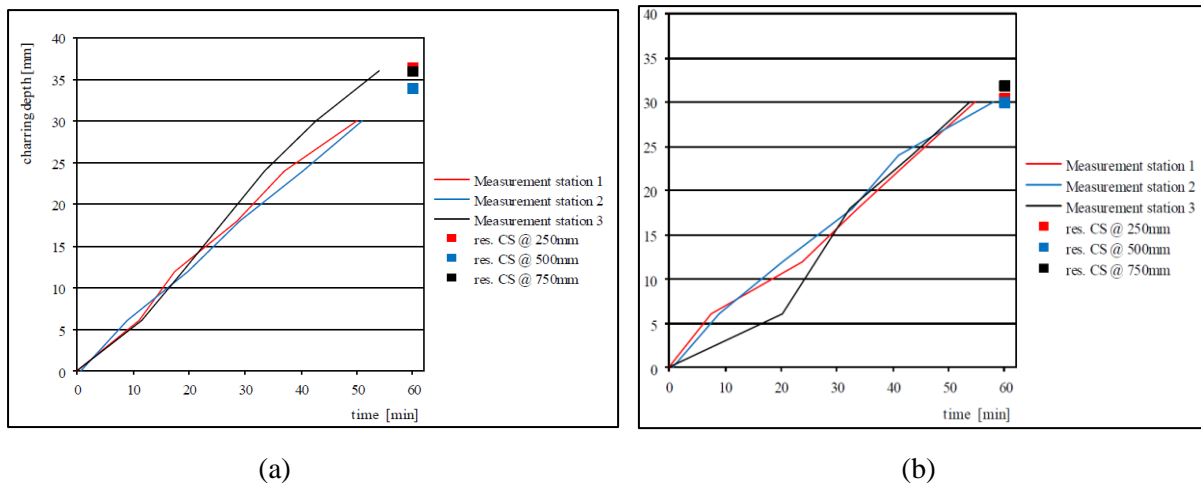 40
35
30
25
20
15
10
5
0
charring depth [mm]
0 10 20 30 40 50 60
time [min]
Measurement station 1
Measurement station 2
Measurement station 3
res. CS @ 250mm
res. CS @ 500mm
res. CS @ 750mm
(a)
40
35
30
25
20
15
10
5
0
0 10 20 30 40 50 60
time [min]
Measurement station 1
Measurement station 2
Measurement station 3
res. CS @ 250mm
res. CS @ 500mm
res. CS @ 750mm
(b)